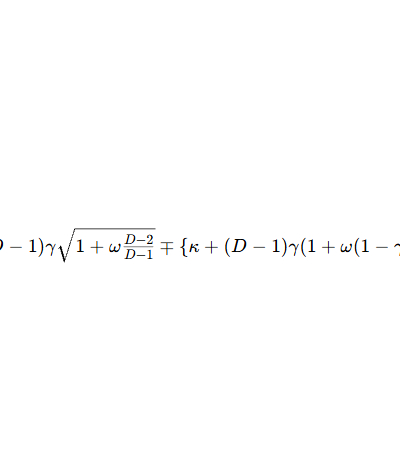 D − 1)γ√(1 + ω (D−2)/(D−1)) ∓ {κ + (D − 1)γ(1 + ω(1 − γ